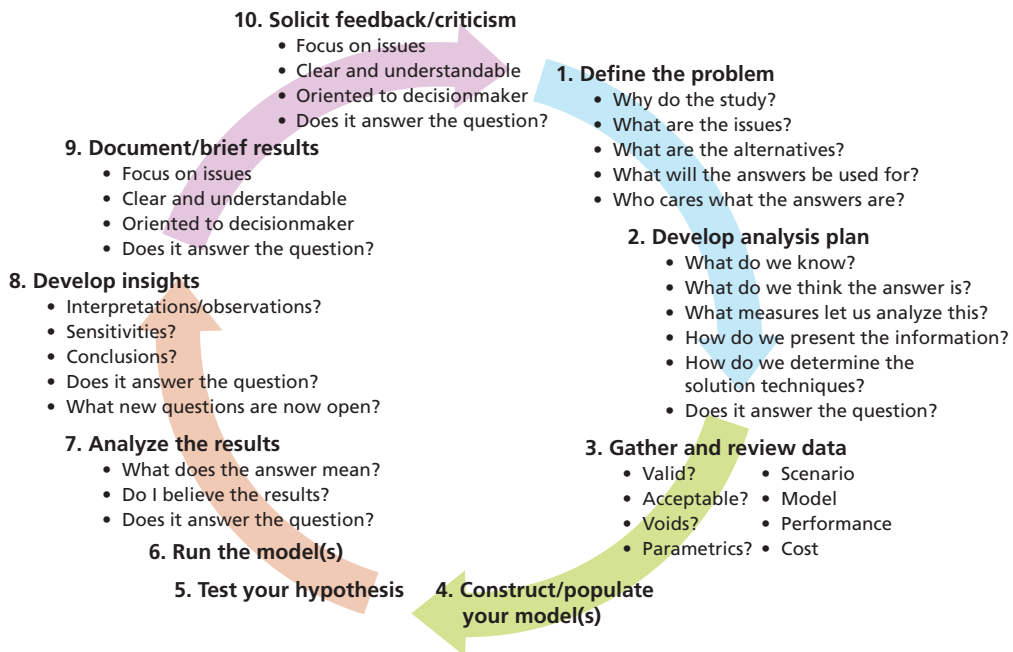 10. Solicit feedback/criticism
• Focus on issues
• Clear and understandable
• Oriented to decisionmaker
• Does it answer the question?
1. Define the problem
• Why do the study?
• What are the issues?
• What are the alternatives?
• What will the answers be used for?
• Who cares what the answers are?
2. Develop analysis plan
• What do we know?
• What do we think the answer is?
• What measures let us analyze this?
• How do we present the information?
• How do we determine the
solution techniques?
• Does it answer the question?
3. Gather and review data
• Valid?
• Acceptable?
• Voids?
• Parametrics?
• Scenario
• Model
• Performance
• Cost
4. Construct/populate
your model(s)
5. Test your hypothesis
6. Run the model(s)
7. Analyze the results
• What does the answer mean?
• Do I believe the results?
• Does it answer the question?
8. Develop insights
• Interpretations/observations?
• Sensitivities?
• Conclusions?
• Does it answer the question?
• What new questions are now open?
9. Document/brief results
• Focus on issues
• Clear and understandable
• Oriented to decisionmaker
• Does it answer the question?